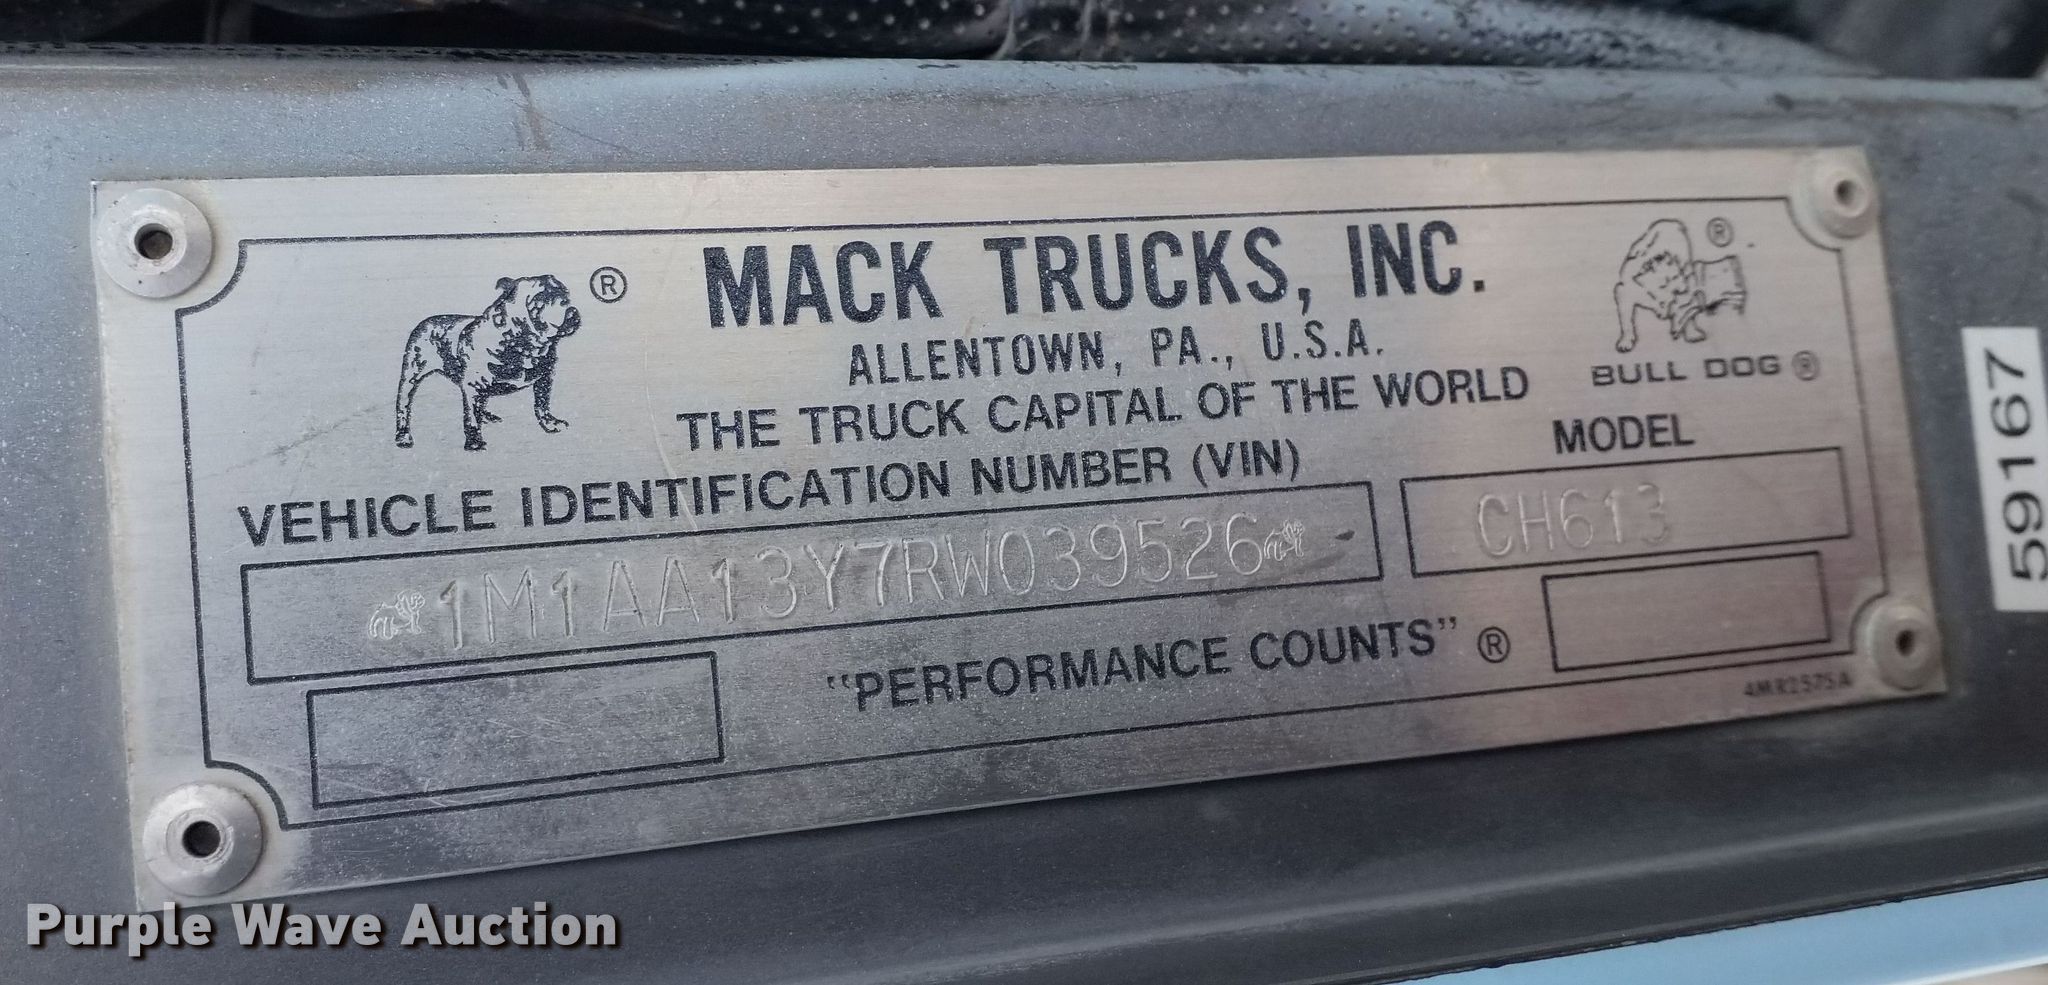 MACK TRUCKS, INC.
®
®
ALLENTOWN, PA., U.S.A.
BULL DOG ®
THE TRUCK CAPITAL OF THE WORLD
VEHICLE IDENTIFICATION NUMBER (VIN)
MODEL
1M1AA13Y7RW039526
CH613
"PERFORMANCE COUNTS" ®
4MR2575A
59167
Purple Wave Auction